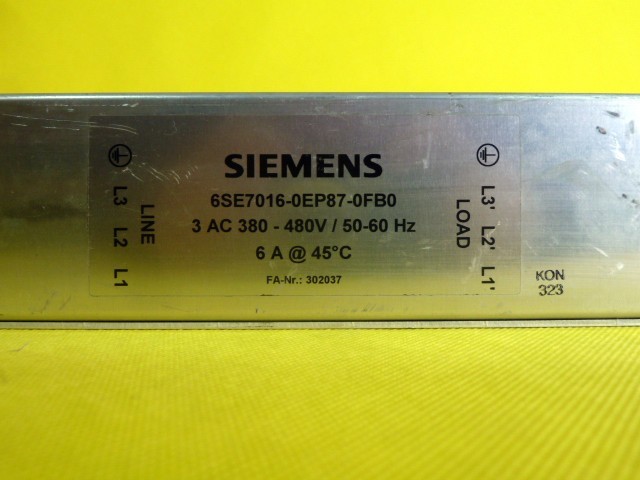 SIEMENS
6SE7016-0EP87-0FB0
3 AC 380 - 480V / 50-60 Hz
6 A @ 45°C
FA-Nr.: 302037
L1 L2 L3
LINE
LOAD
L1' L2' L3'
KON
323